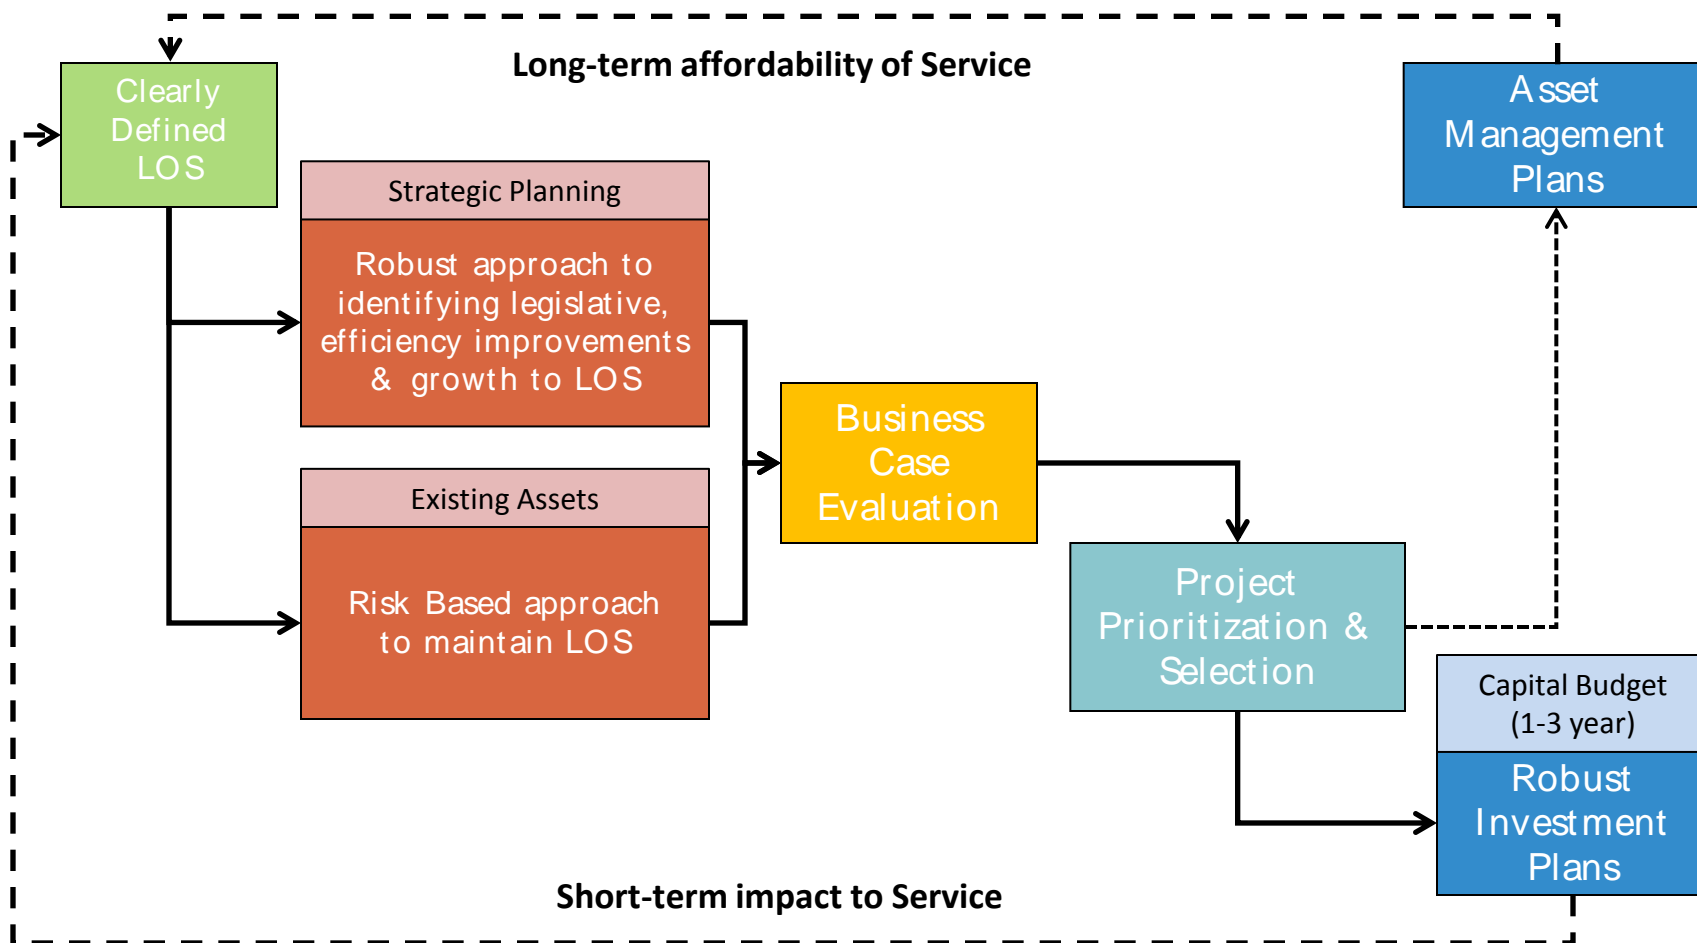 Long-term affordability of Service
Clearly
Defined
LOS
Asset
Management
Plans
Strategic Planning
Robust approach to
identifying legislative,
efficiency improvements
& growth to LOS
Existing Assets
Risk Based approach
to maintain LOS
Business
Case
Evaluation
Project
Prioritization &
Selection
Capital Budget
(1-3 year)
Robust
Investment
Plans
Short-term impact to Service